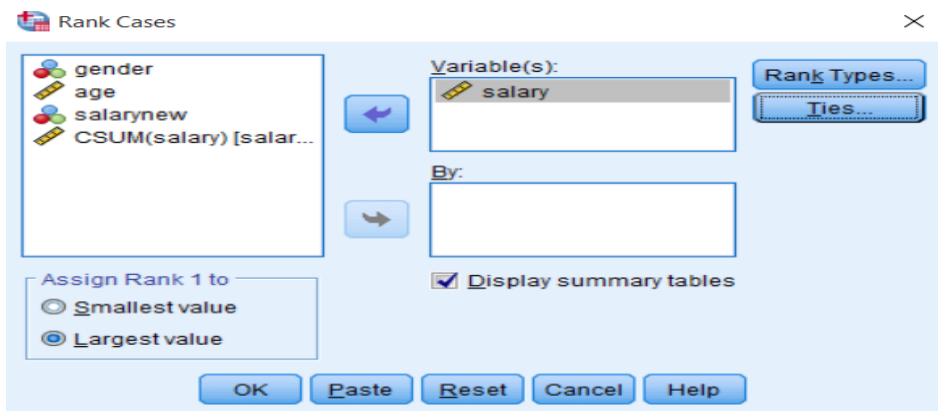 Rank Cases
gender
age
salarynew
CSUM(salary) [salar...
Variable(s):
salary
Rank Types...
Ties...
By:
Assign Rank 1 to
Smallest value
Largest value
Display summary tables
OK Paste Reset Cancel Help